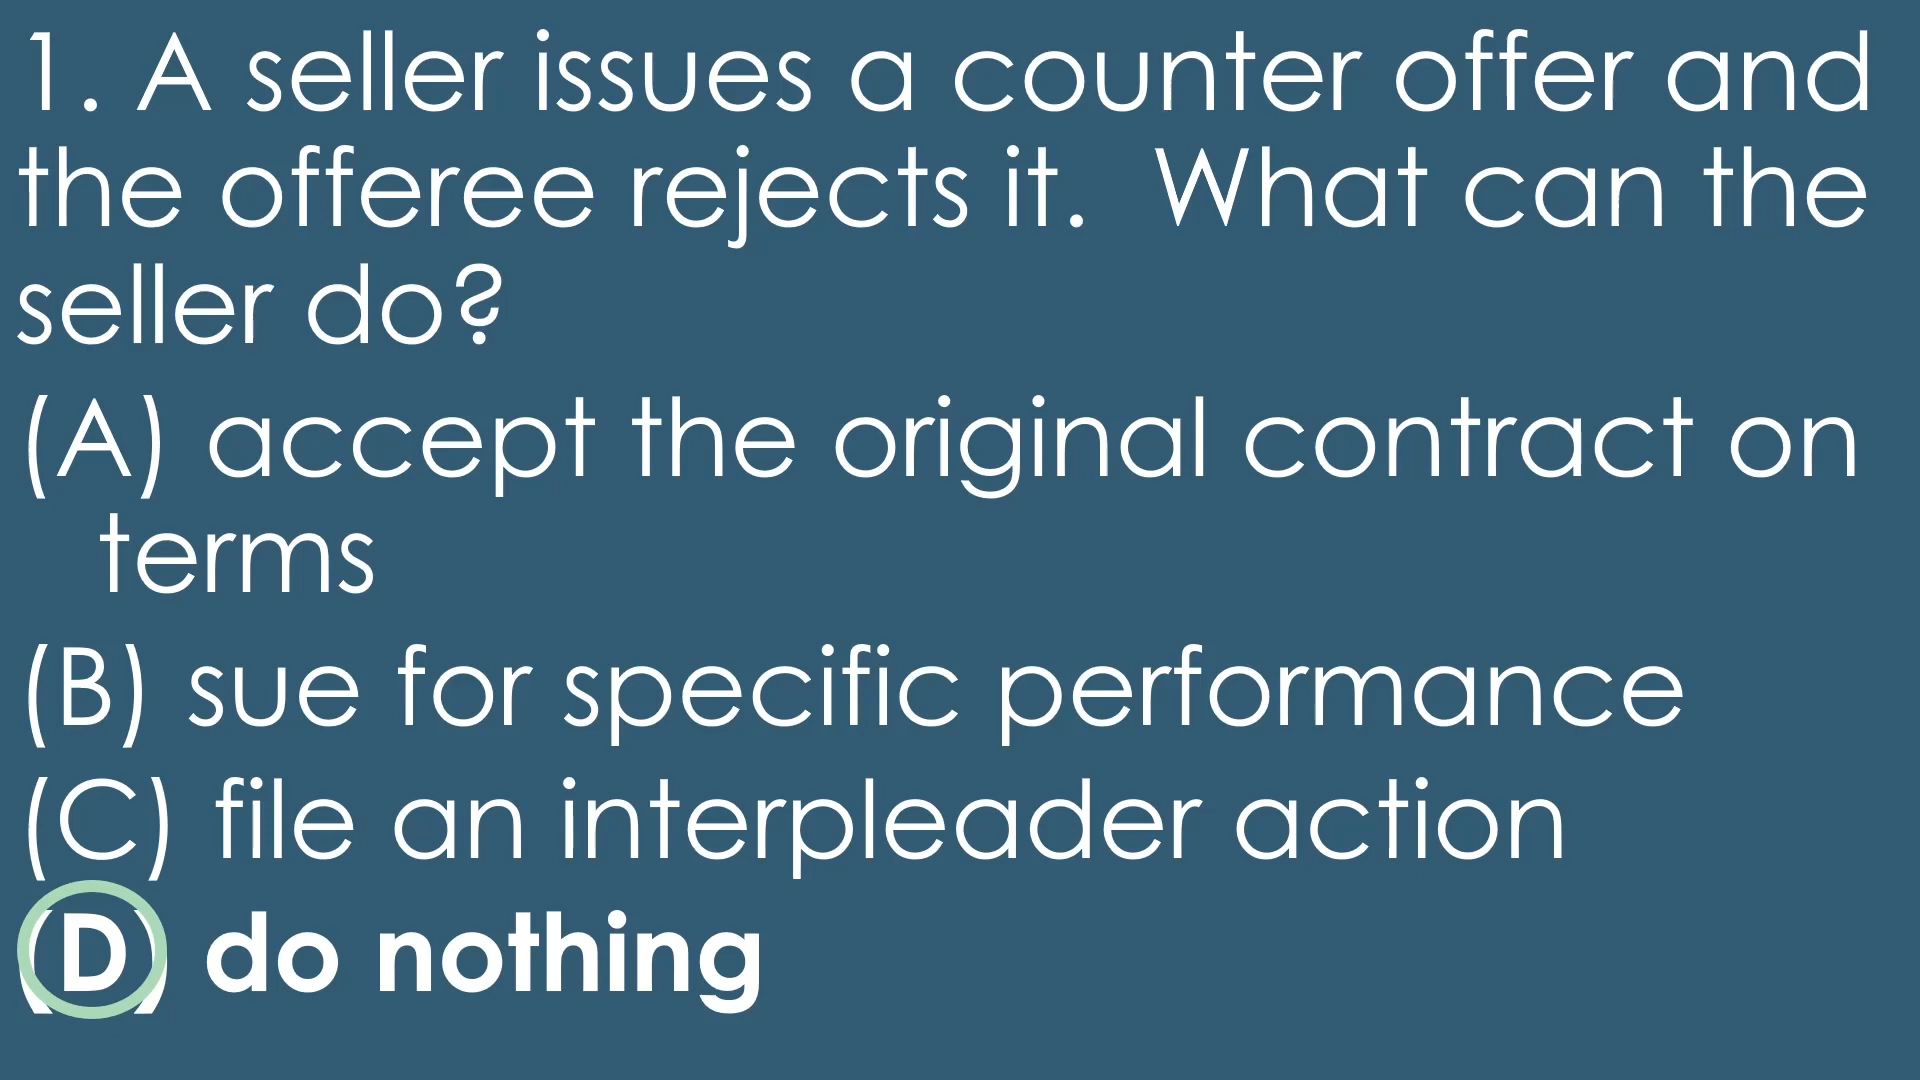 1. A seller issues a counter offer and
the offeree rejects it.  What can the
seller do?
(A) accept the original contract on
terms
(B) sue for specific performance
(C) file an interpleader action
(D) do nothing